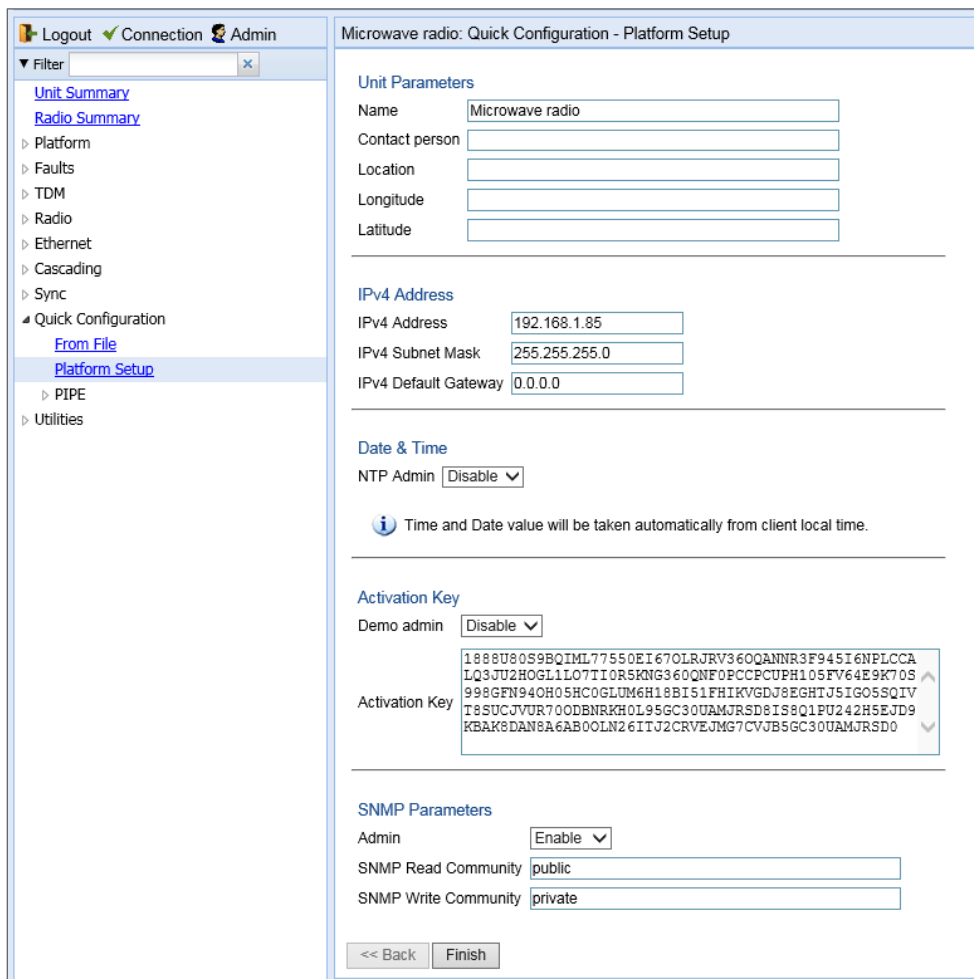 Logout Connection Admin
Filter
Unit Summary
Radio Summary
Platform
Faults
TDM
Radio
Ethernet
Cascading
Sync
Quick Configuration
From File
Platform Setup
PIPE
Utilities
Microwave radio: Quick Configuration - Platform Setup
Unit Parameters
Name Microwave radio
Contact person
Location
Longitude
Latitude
IPv4 Address
IPv4 Address 192.168.1.85
IPv4 Subnet Mask 255.255.255.0
IPv4 Default Gateway 0.0.0.0
Date & Time
NTP Admin Disable
Time and Date value will be taken automatically from client local time.
Activation Key
Demo admin Disable
Activation Key
1888U80S9BQIML77550EI67OLRJRV36OQANNR3F945I6NPLCCA
LQ3JU2HOGL1LO7TI0R5KNG360QNF0PCCPCUPH105FV64E9K70S
998GFN94OH05HC0GLUM6H18BI51FHIKVGDJ8EGHTJ5IGO5SQIV
T8SUCJVUR70ODBNRKH0L95GC30UAMJRSD8IS8Q1PU242H5EJD9
KBAK8DAN8A6AB0OLN26ITJ2CRVEJMG7CVJB5GC30UAMJRSD0
SNMP Parameters
Admin Enable
SNMP Read Community public
SNMP Write Community private
<< Back Finish